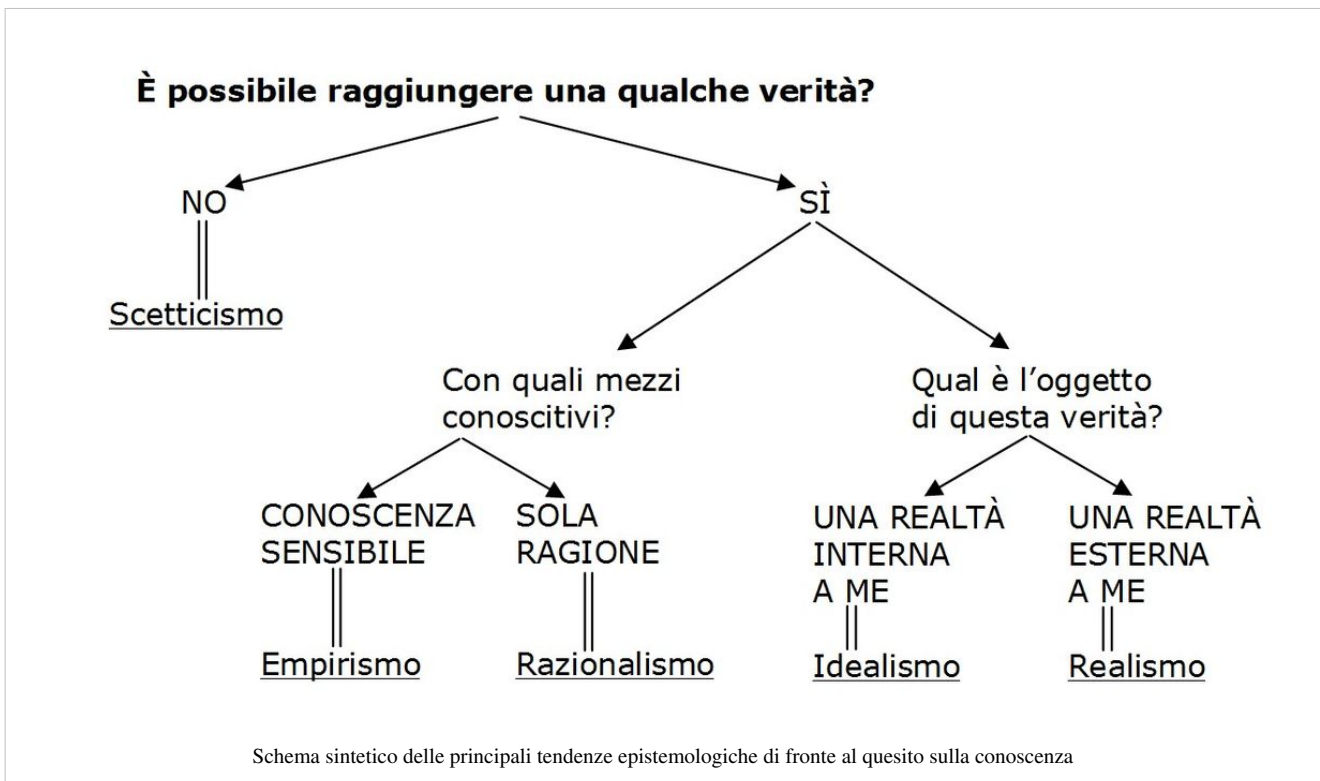 È possibile raggiungere una qualche verità?
NO
SÌ
Scetticismo
Con quali mezzi
conoscitivi?
Qual è l’oggetto
di questa verità?
CONOSCENZA
SENSIBILE
SOLA
RAGIONE
UNA REALTÀ
INTERNA
A ME
UNA REALTÀ
ESTERNA
A ME
Empirismo
Razionalismo
Idealismo
Realismo
Schema sintetico delle principali tendenze epistemologiche di fronte al quesito sulla conoscenza